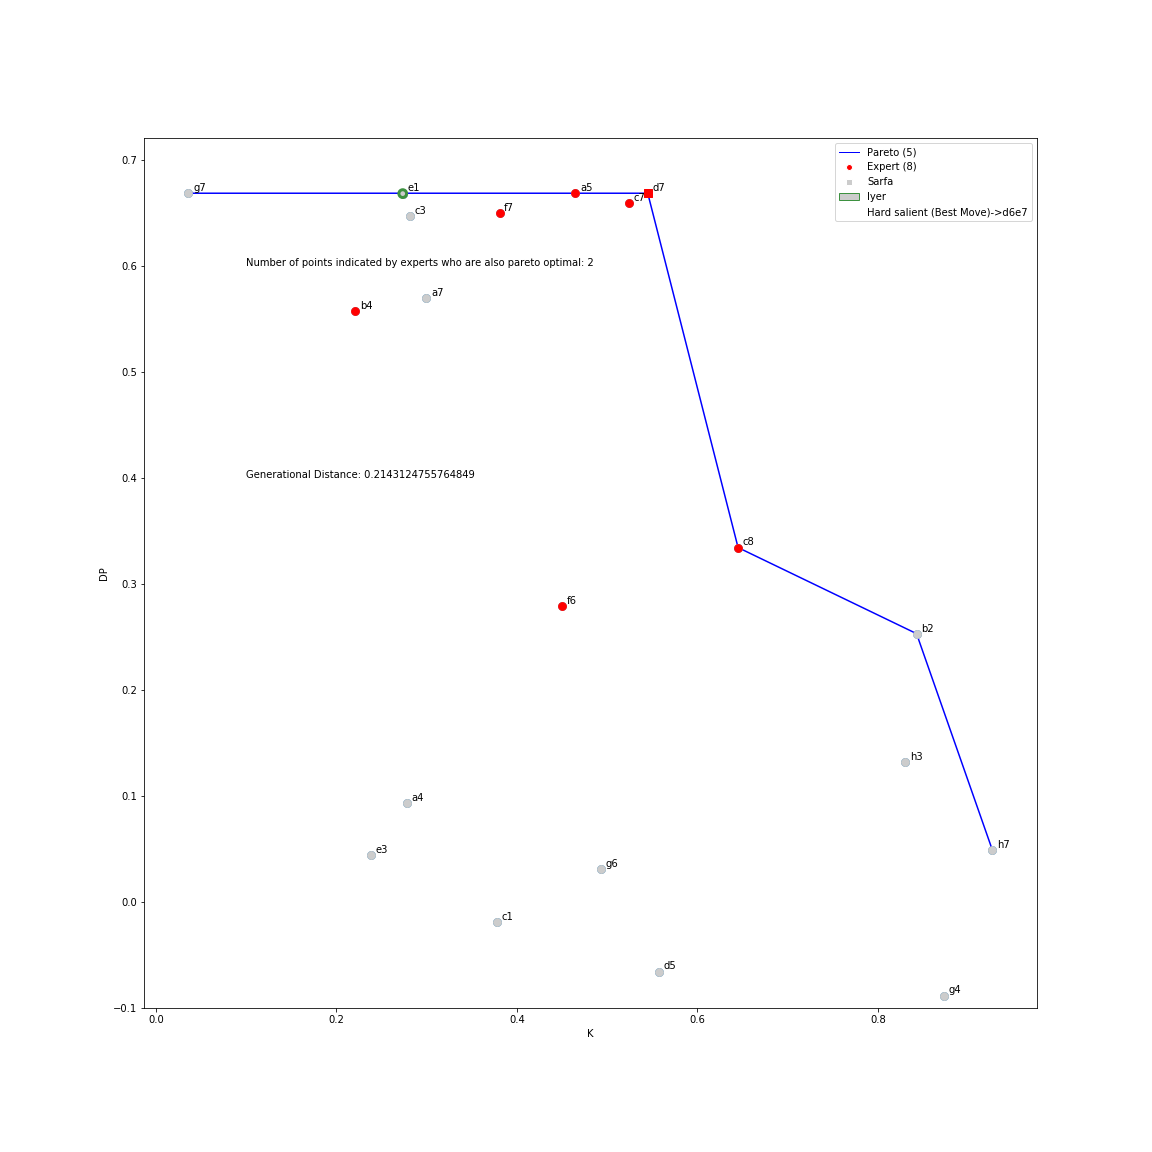 Pareto (5)
Expert (8)
Sarfa
Iyer
Hard salient (Best Move)->d6e7
0.7
g7
e1
a5
d7
c7
f7
c3
Number of points indicated by experts who are also pareto optimal: 2
0.6
a7
b4
0.5
Generational Distance: 0.2143124755764849
0.4
c8
DP
f6
0.3
b2
0.2
h3
a4
0.1
h7
e3
g6
c1
0.0
d5
g4
−0.1
0.0
0.2
0.4
0.6
0.8
K